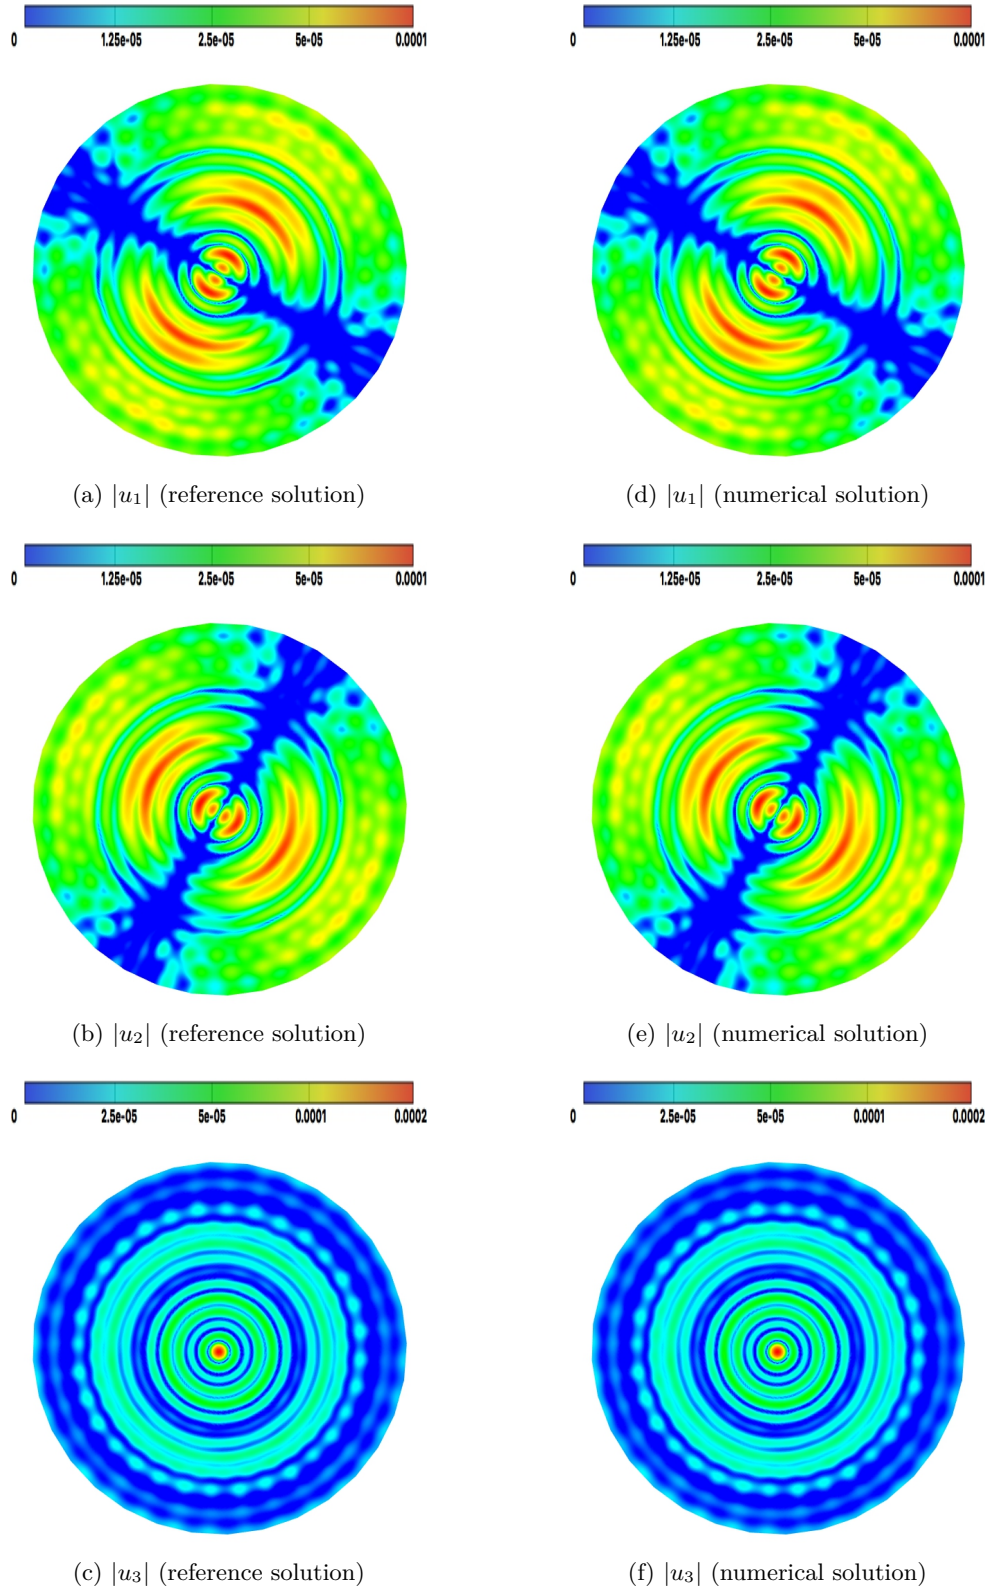 0 1.25e-05 2.5e-05 5e-05 0.0001
0 1.25e-05 2.5e-05 5e-05 0.0001
(a) |u₁| (reference solution)
(d) |u₁| (numerical solution)
0 1.25e-05 2.5e-05 5e-05 0.0001
0 1.25e-05 2.5e-05 5e-05 0.0001
(b) |u₂| (reference solution)
(e) |u₂| (numerical solution)
0 2.5e-05 5e-05 0.0001 0.0002
0 2.5e-05 5e-05 0.0001 0.0002
(c) |u₃| (reference solution)
(f) |u₃| (numerical solution)